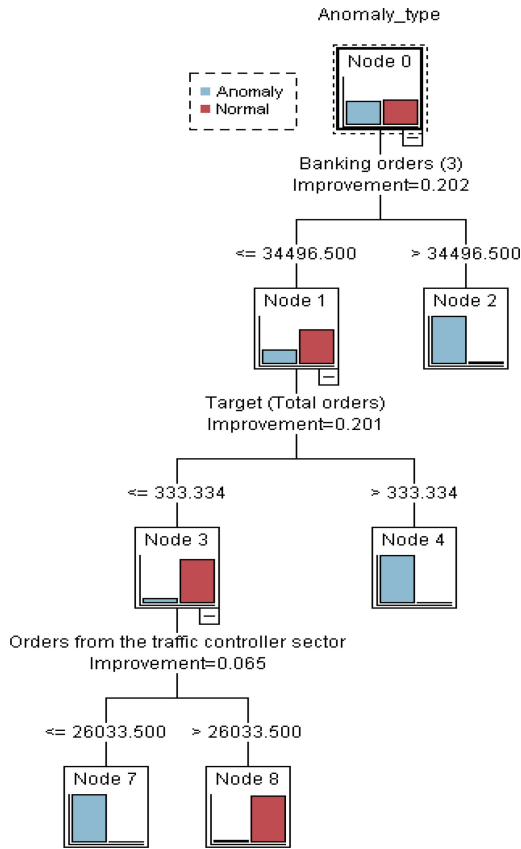 Anomaly_type
Node 0
Anomaly
Normal
Banking orders (3)
Improvement=0.202
<= 34496.500
> 34496.500
Node 1
Node 2
Target (Total orders)
Improvement=0.201
<= 333.334
> 333.334
Node 3
Node 4
Orders from the traffic controller sector
Improvement=0.065
<= 26033.500
> 26033.500
Node 7
Node 8